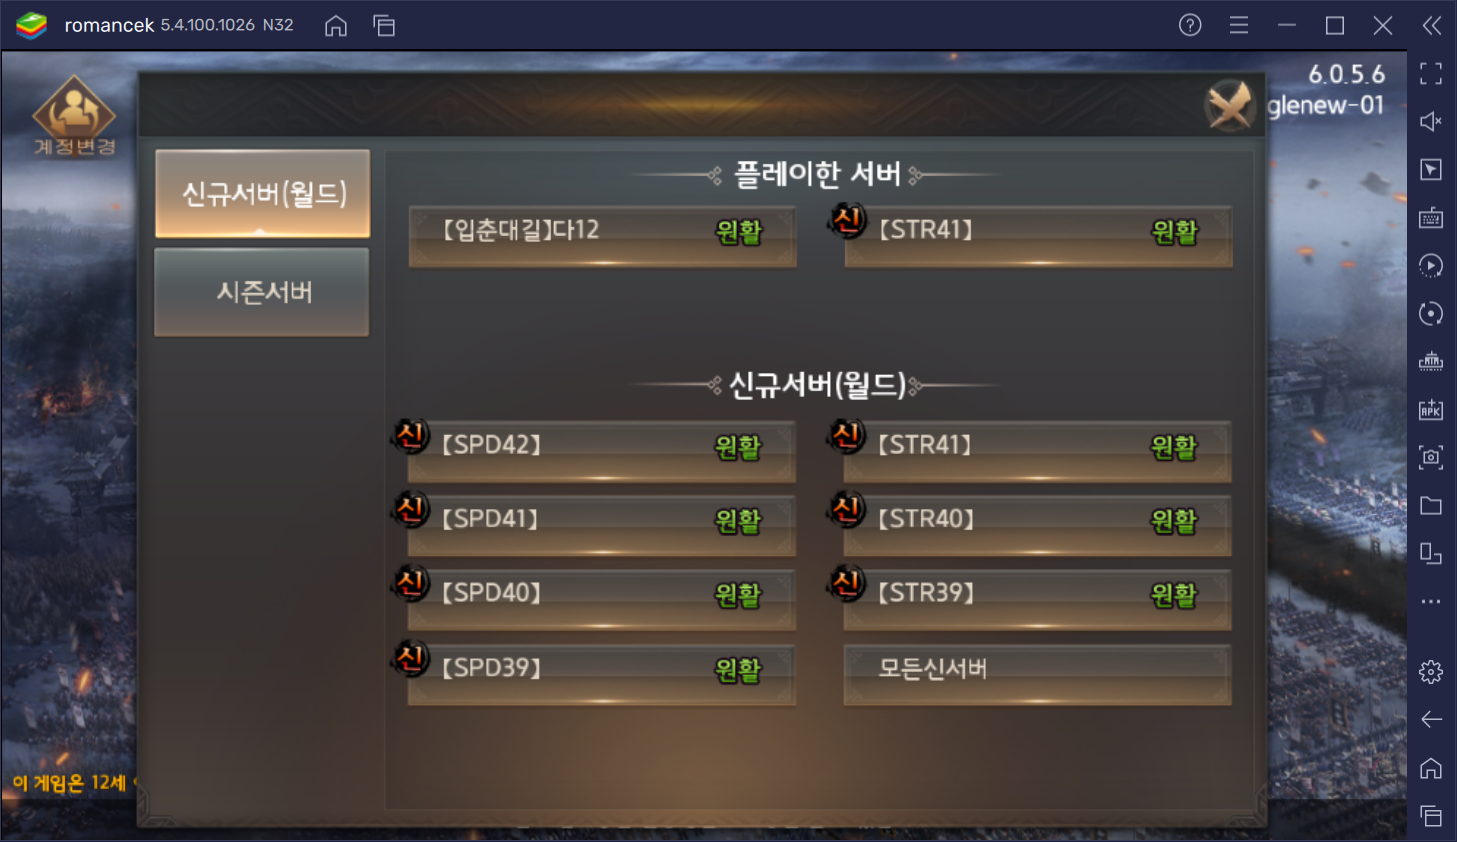 romancek 5.4.100.1026 N32
6.0.5.6
glenew-01
계정변경
신규서버(월드)
시즌서버
플레이한 서버
【입춘대길】다12 원활
신 【STR41】 원활
신규서버(월드)
신 【SPD42】 원활
신 【STR41】 원활
신 【SPD41】 원활
신 【STR40】 원활
신 【SPD40】 원활
신 【STR39】 원활
신 【SPD39】 원활
모든신서버
이 게임은 12세